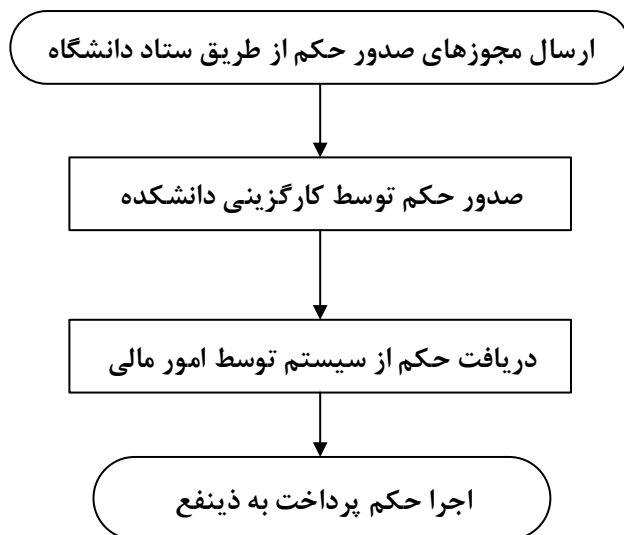 ارسال مجوزهای صدور حکم از طریق ستاد دانشگاه
صدور حکم توسط کارگزینی دانشکده
دریافت حکم از سیستم توسط امور مالی
اجرا حکم پرداخت به ذینفع